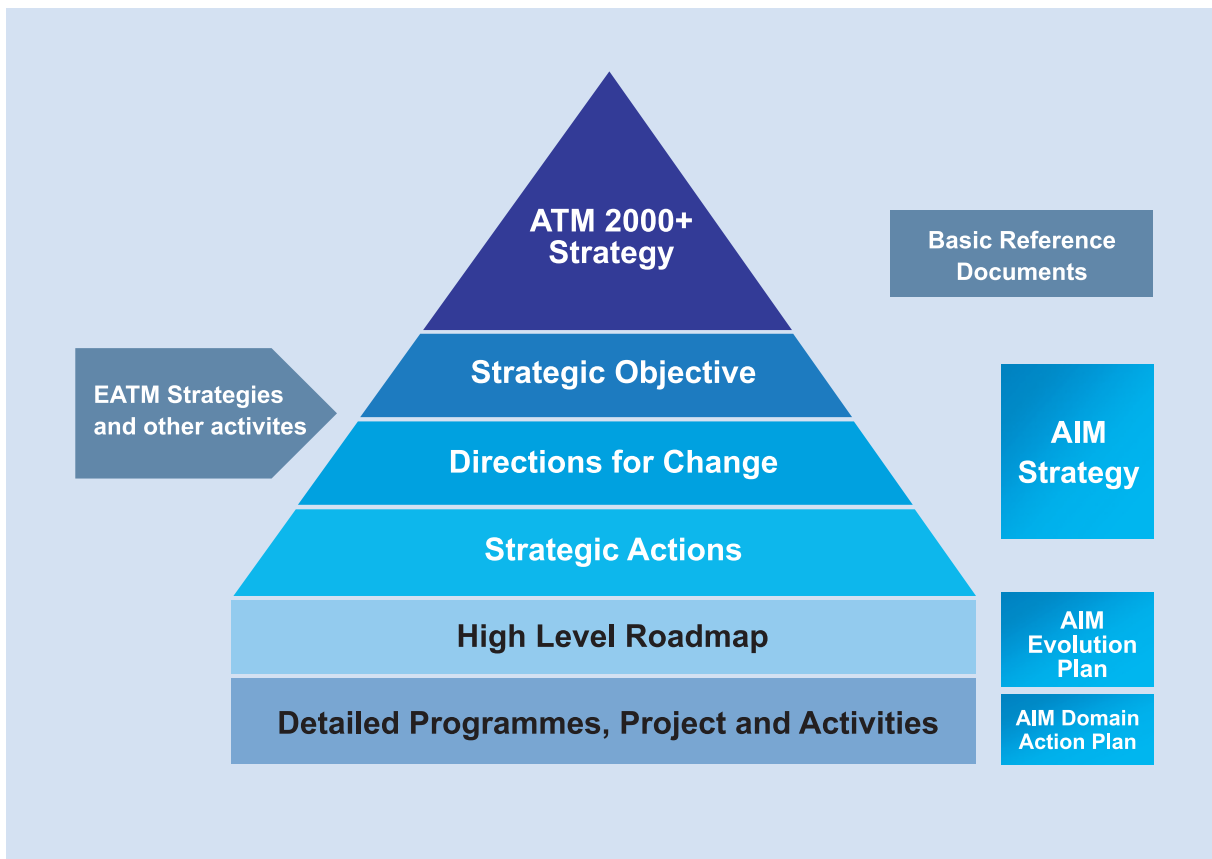 ATM 2000+
Strategy
Basic Reference
Documents
Strategic Objective
EATM Strategies
and other activites
Directions for Change
AIM
Strategy
Strategic Actions
High Level Roadmap
AIM
Evolution
Plan
Detailed Programmes, Project and Activities
AIM Domain
Action Plan